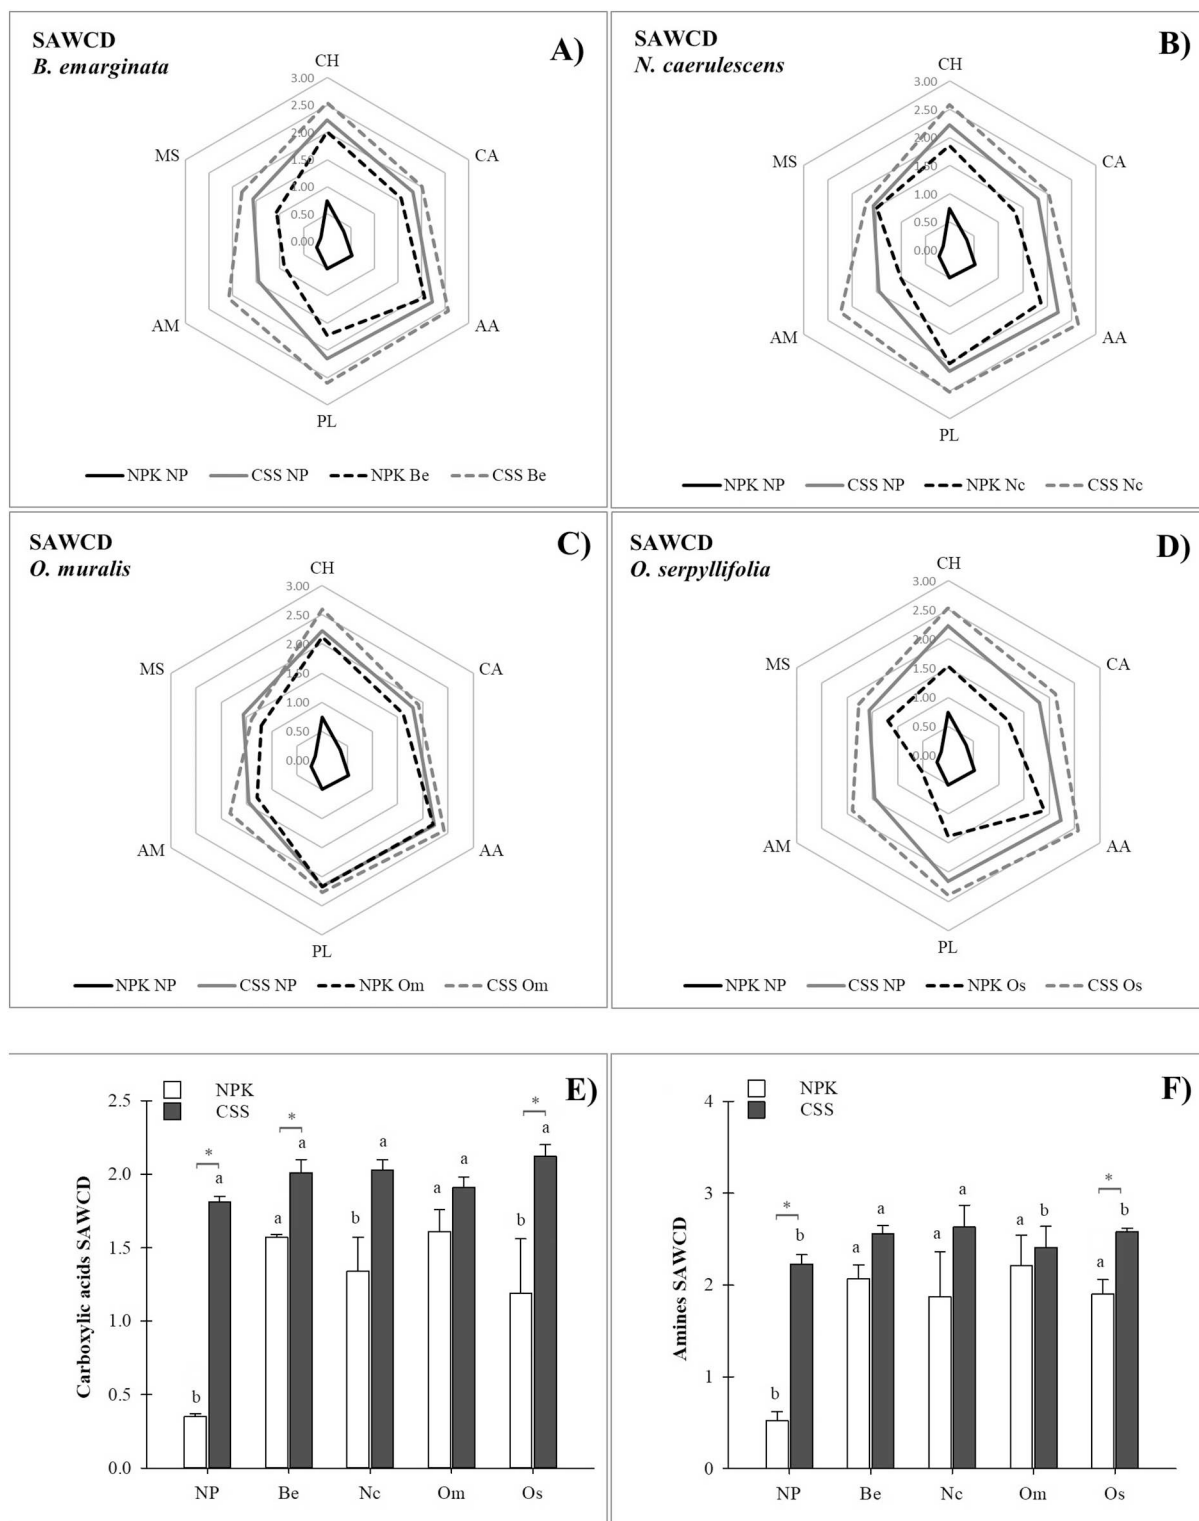 SAWCD
B. emarginata
A)
CH
3.00
2.50
2.00
1.50
1.00
0.50
0.00
MS
CA
AM
AA
PL
NPK NP
CSS NP
NPK Be
CSS Be
SAWCD
N. caerulescens
B)
CH
3.00
2.50
2.00
1.50
1.00
0.50
0.00
MS
CA
AM
AA
PL
NPK NP
CSS NP
NPK Nc
CSS Nc
SAWCD
O. muralis
C)
CH
3.00
2.50
2.00
1.50
1.00
0.50
0.00
MS
CA
AM
AA
PL
NPK NP
CSS NP
NPK Om
CSS Om
SAWCD
O. serpyllifolia
D)
CH
3.00
2.50
2.00
1.50
1.00
0.50
0.00
MS
CA
AM
AA
PL
NPK NP
CSS NP
NPK Os
CSS Os
E)
NPK
CSS
Carboxylic acids SAWCD
2.5
2.0
1.5
1.0
0.5
0.0
b
*
a
a
*
a
b
a
a
a
b
*
a
NP
Be
Nc
Om
Os
F)
NPK
CSS
Amines SAWCD
4
3
2
1
0
b
*
b
a
a
a
a
a
b
a
*
b
NP
Be
Nc
Om
Os